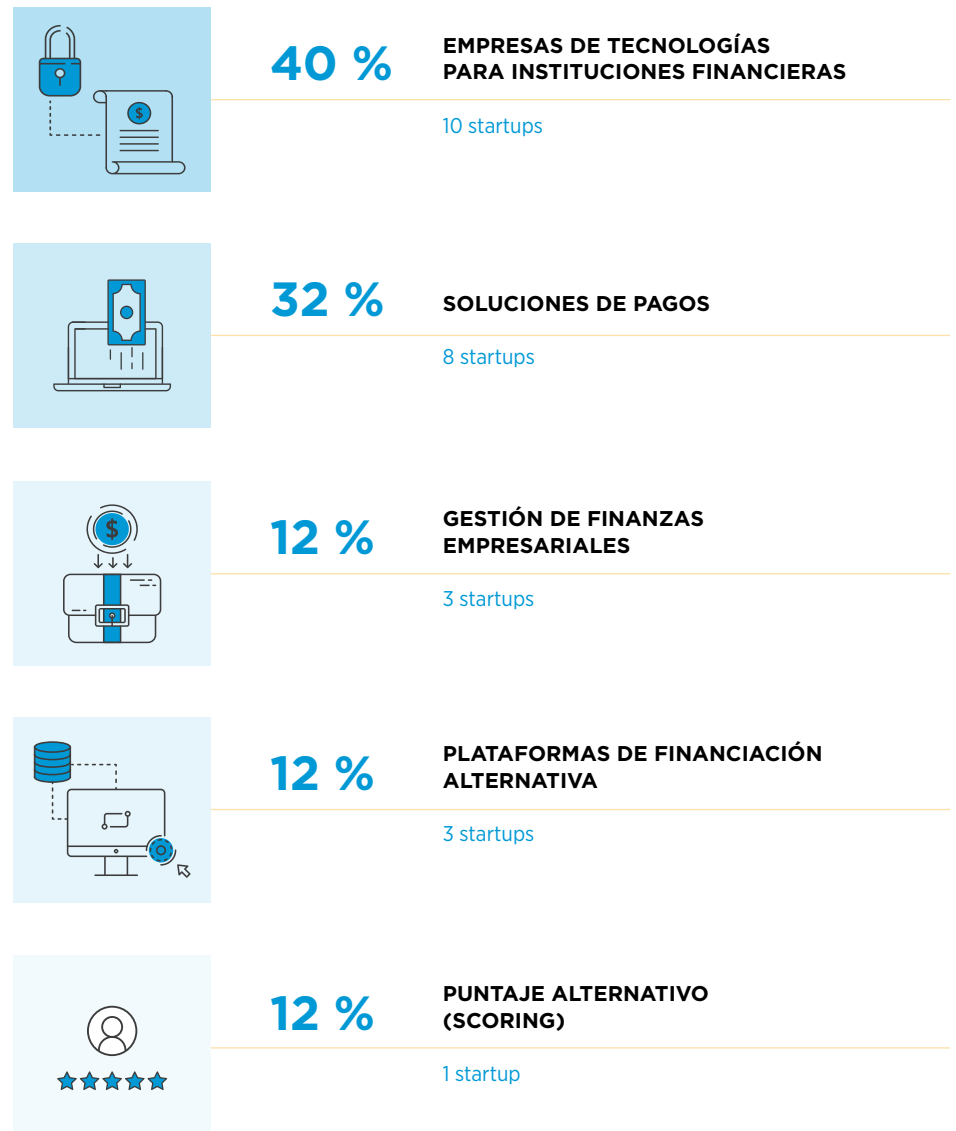 40 %
EMPRESAS DE TECNOLOGÍAS
PARA INSTITUCIONES FINANCIERAS
10 startups
32 %
SOLUCIONES DE PAGOS
8 startups
12 %
GESTIÓN DE FINANZAS
EMPRESARIALES
3 startups
12 %
PLATAFORMAS DE FINANCIACIÓN
ALTERNATIVA
3 startups
12 %
PUNTAJE ALTERNATIVO
(SCORING)
1 startup